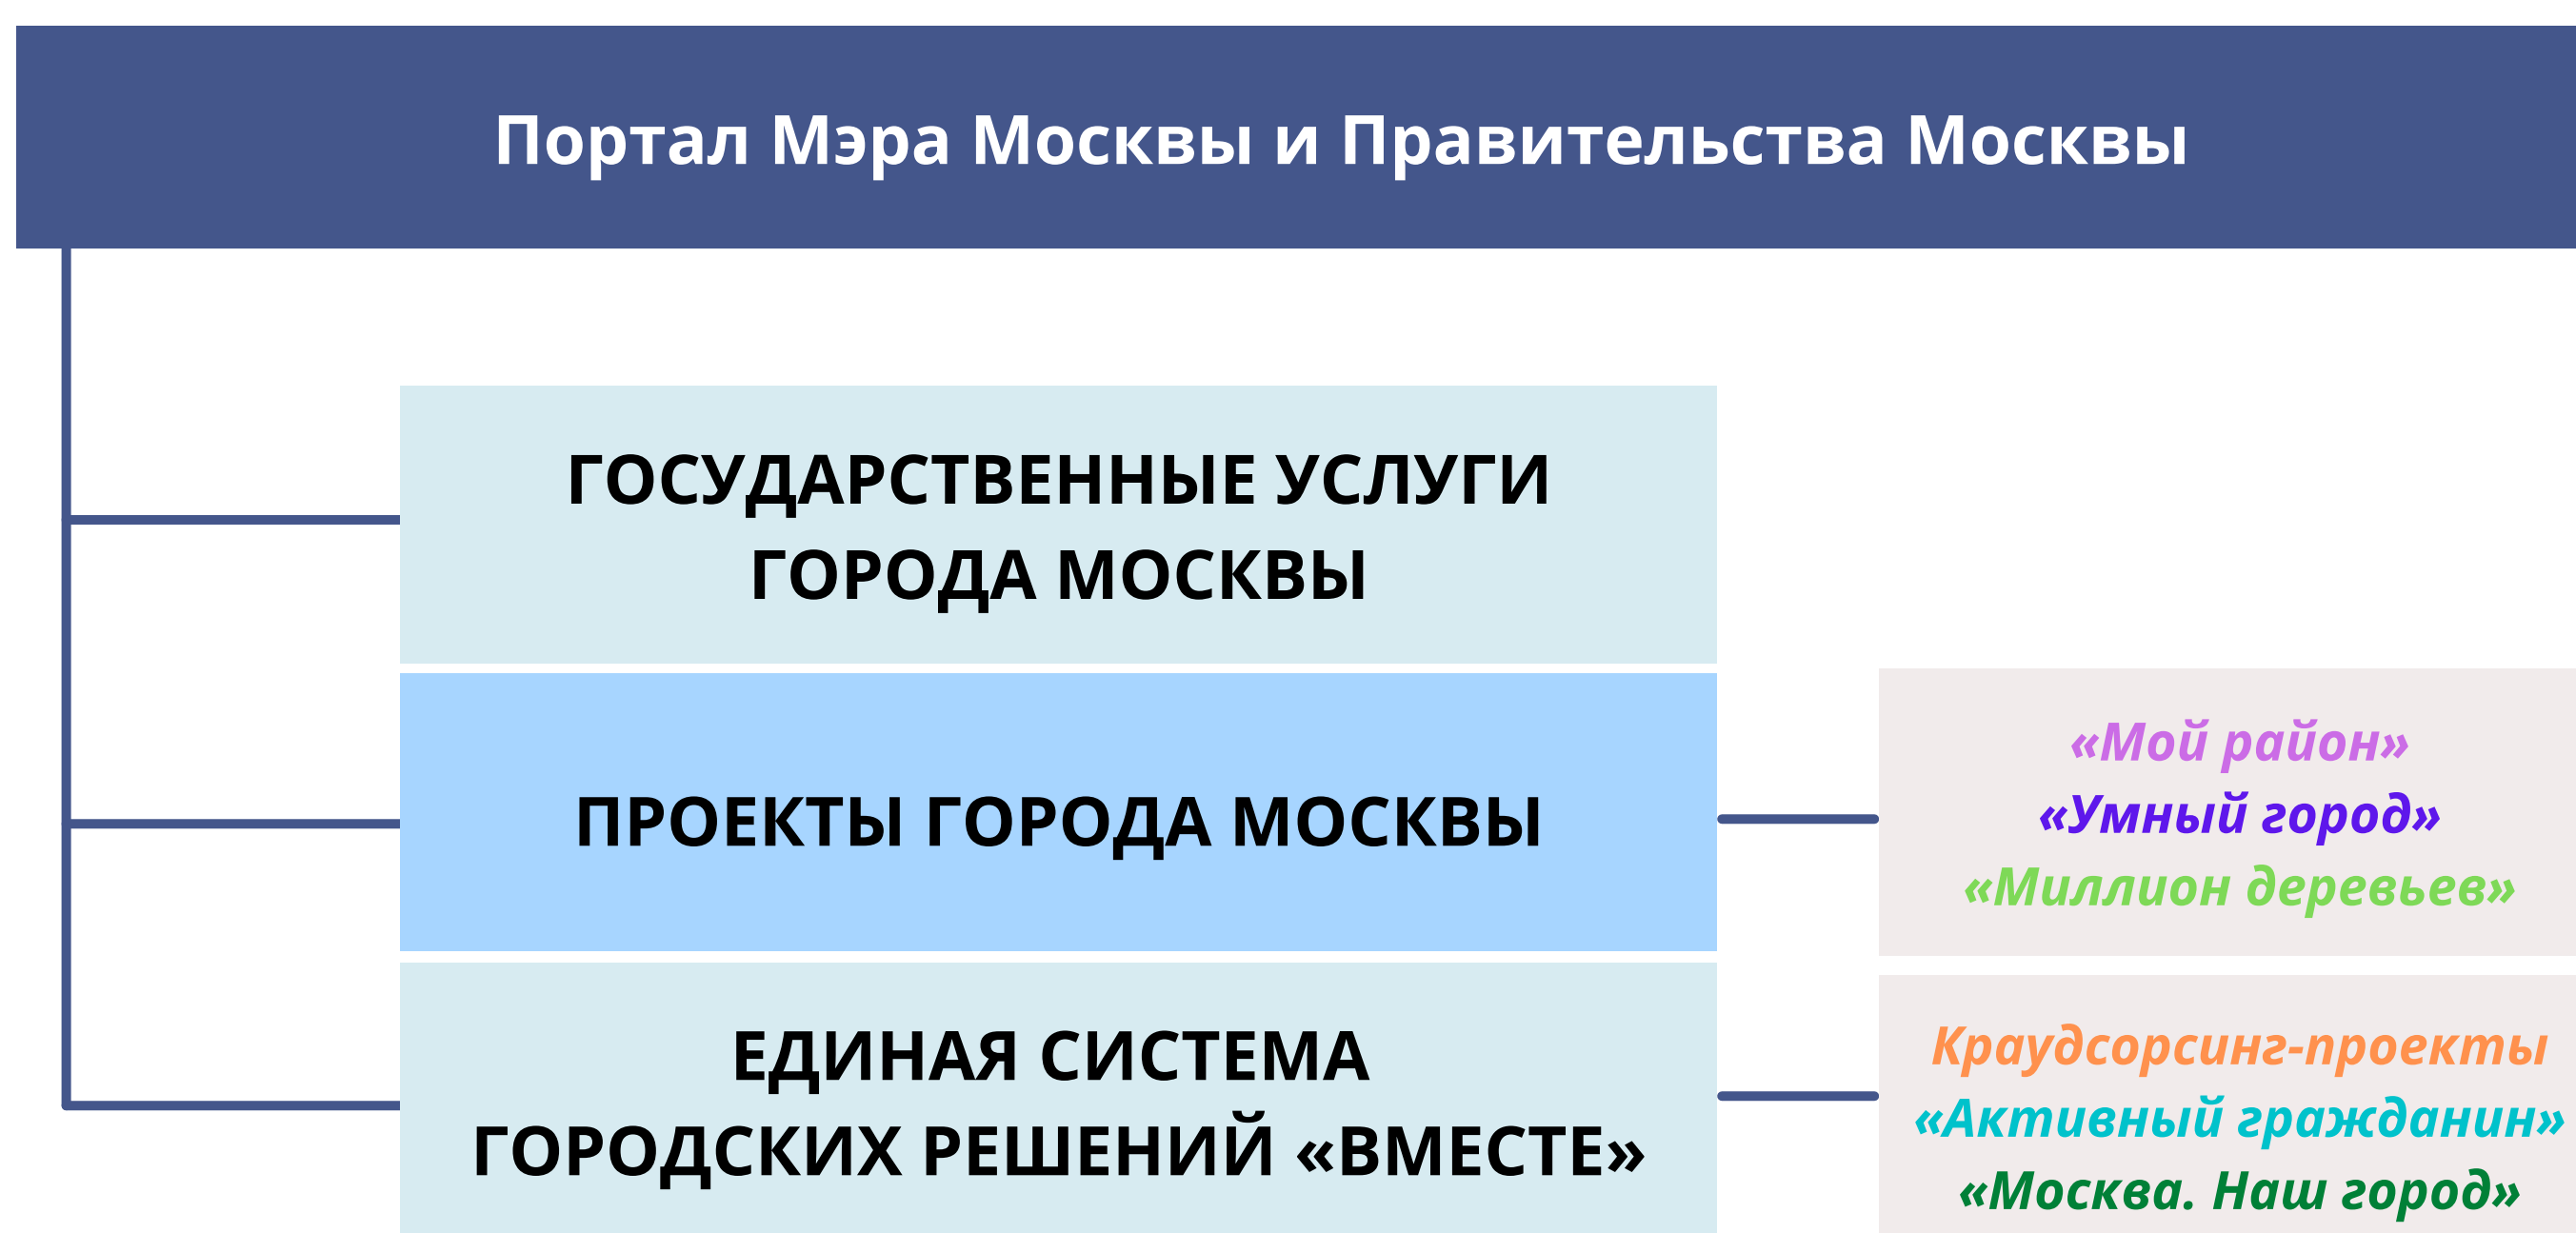 Портал Мэра Москвы и Правительства Москвы
ГОСУДАРСТВЕННЫЕ УСЛУГИ
ГОРОДА МОСКВЫ
ПРОЕКТЫ ГОРОДА МОСКВЫ
«Мой район»
«Умный город»
«Миллион деревьев»
ЕДИНАЯ СИСТЕМА
ГОРОДСКИХ РЕШЕНИЙ «ВМЕСТЕ»
Краудсорсинг-проекты
«Активный гражданин»
«Москва. Наш город»